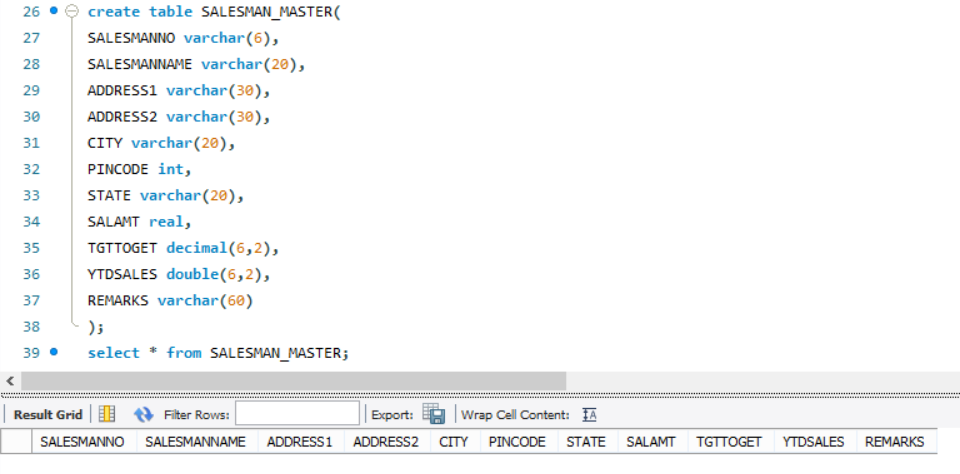 26 create table SALESMAN_MASTER(
27 SALESMANNO varchar(6),
28 SALESMANNAME varchar(20),
29 ADDRESS1 varchar(30),
30 ADDRESS2 varchar(30),
31 CITY varchar(20),
32 PINCODE int,
33 STATE varchar(20),
34 SALAMT real,
35 TGTTOGET decimal(6,2),
36 YTDSALES double(6,2),
37 REMARKS varchar(60)
38 );
39 select * from SALESMAN_MASTER;
Result Grid Filter Rows: Export: Wrap Cell Content:
SALESMANNO SALESMANNAME ADDRESS1 ADDRESS2 CITY PINCODE STATE SALAMT TGTTOGET YTDSALES REMARKS